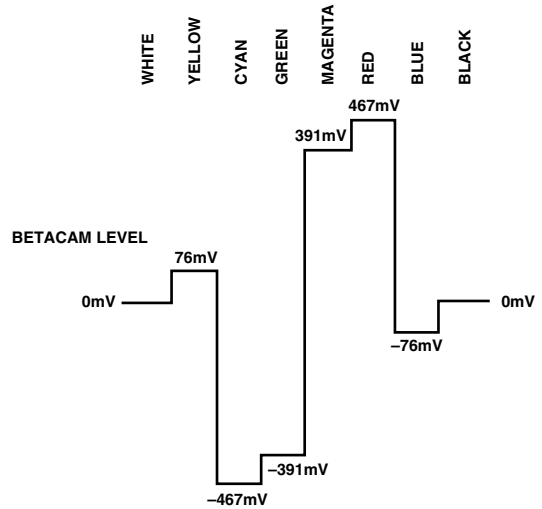 WHITE
YELLOW
CYAN
GREEN
MAGENTA
RED
BLUE
BLACK
467mV
391mV
BETACAM LEVEL
76mV
0mV
0mV
–76mV
–391mV
–467mV